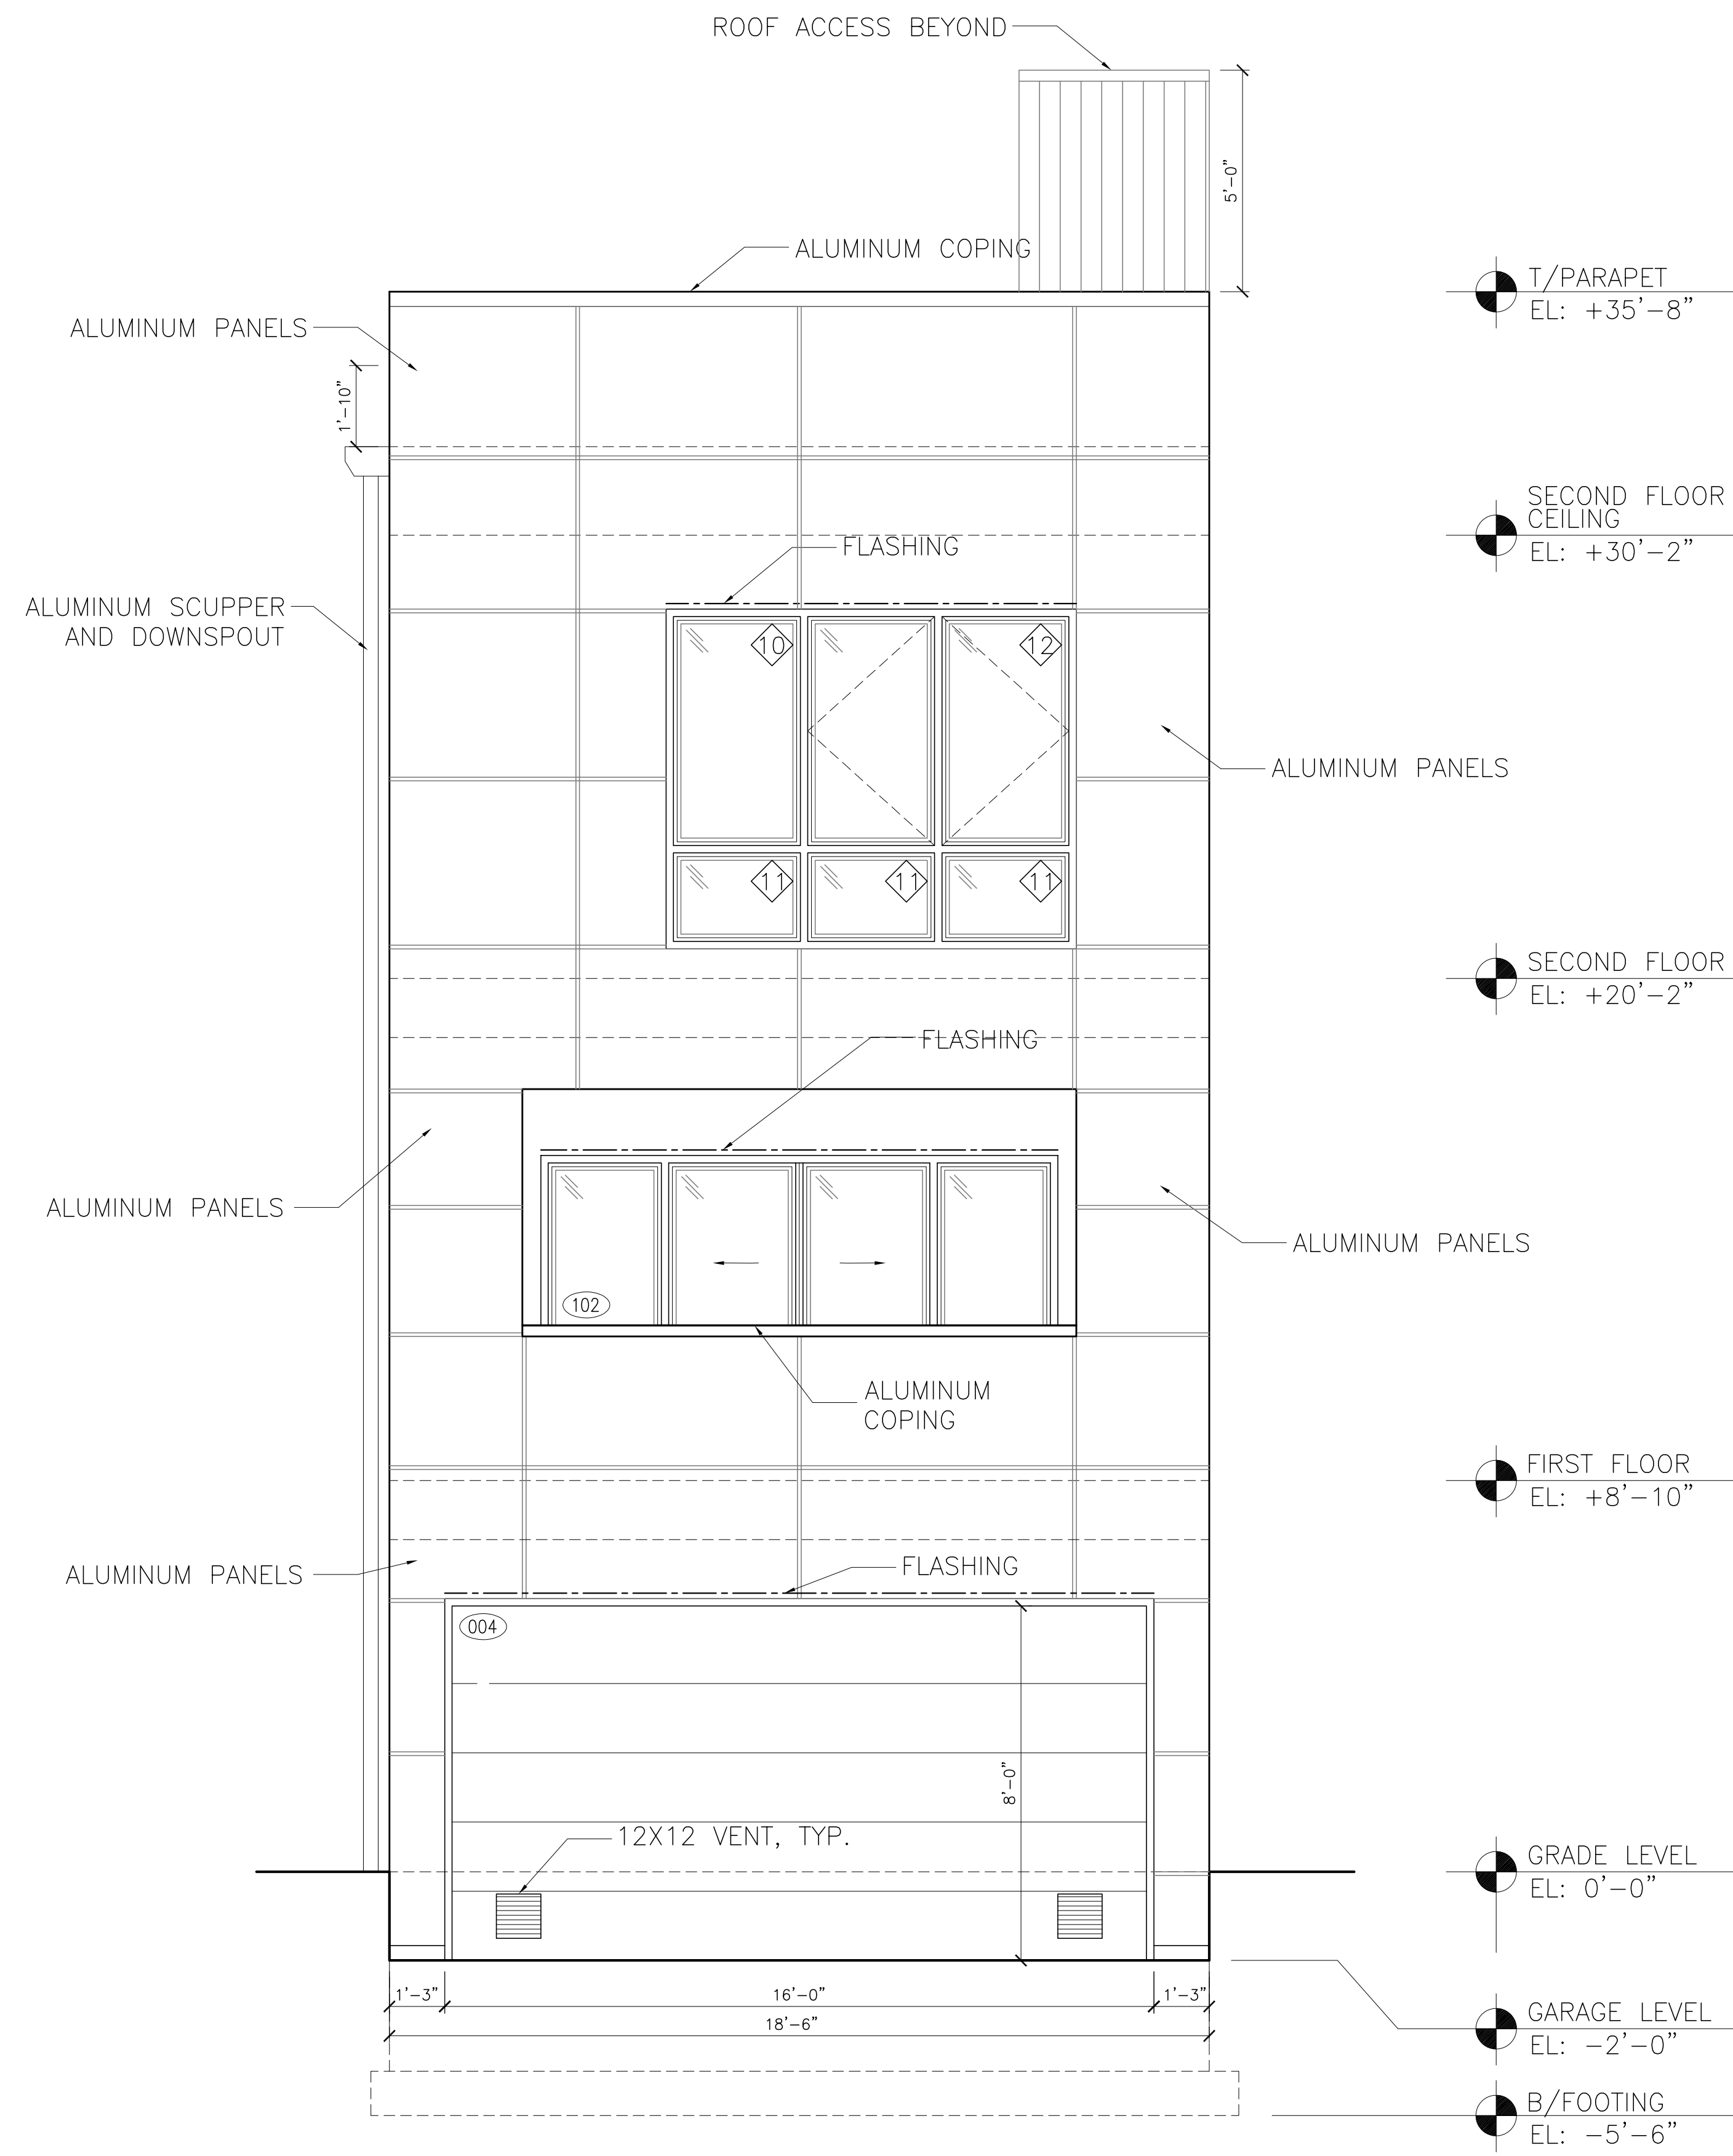 ROOF ACCESS BEYOND
5'-0"
ALUMINUM COPING
T/PARAPET
EL: +35'-8"
ALUMINUM PANELS
1'-10"
SECOND FLOOR
CEILING
EL: +30'-2"
FLASHING
ALUMINUM SCUPPER
AND DOWNSPOUT
10
12
ALUMINUM PANELS
11
11
11
SECOND FLOOR
EL: +20'-2"
FLASHING
ALUMINUM PANELS
ALUMINUM PANELS
102
ALUMINUM
COPING
FIRST FLOOR
EL: +8'-10"
FLASHING
ALUMINUM PANELS
004
8'-0"
12X12 VENT, TYP.
GRADE LEVEL
EL: 0'-0"
1'-3"
16'-0"
1'-3"
18'-6"
GARAGE LEVEL
EL: -2'-0"
B/FOOTING
EL: -5'-6"